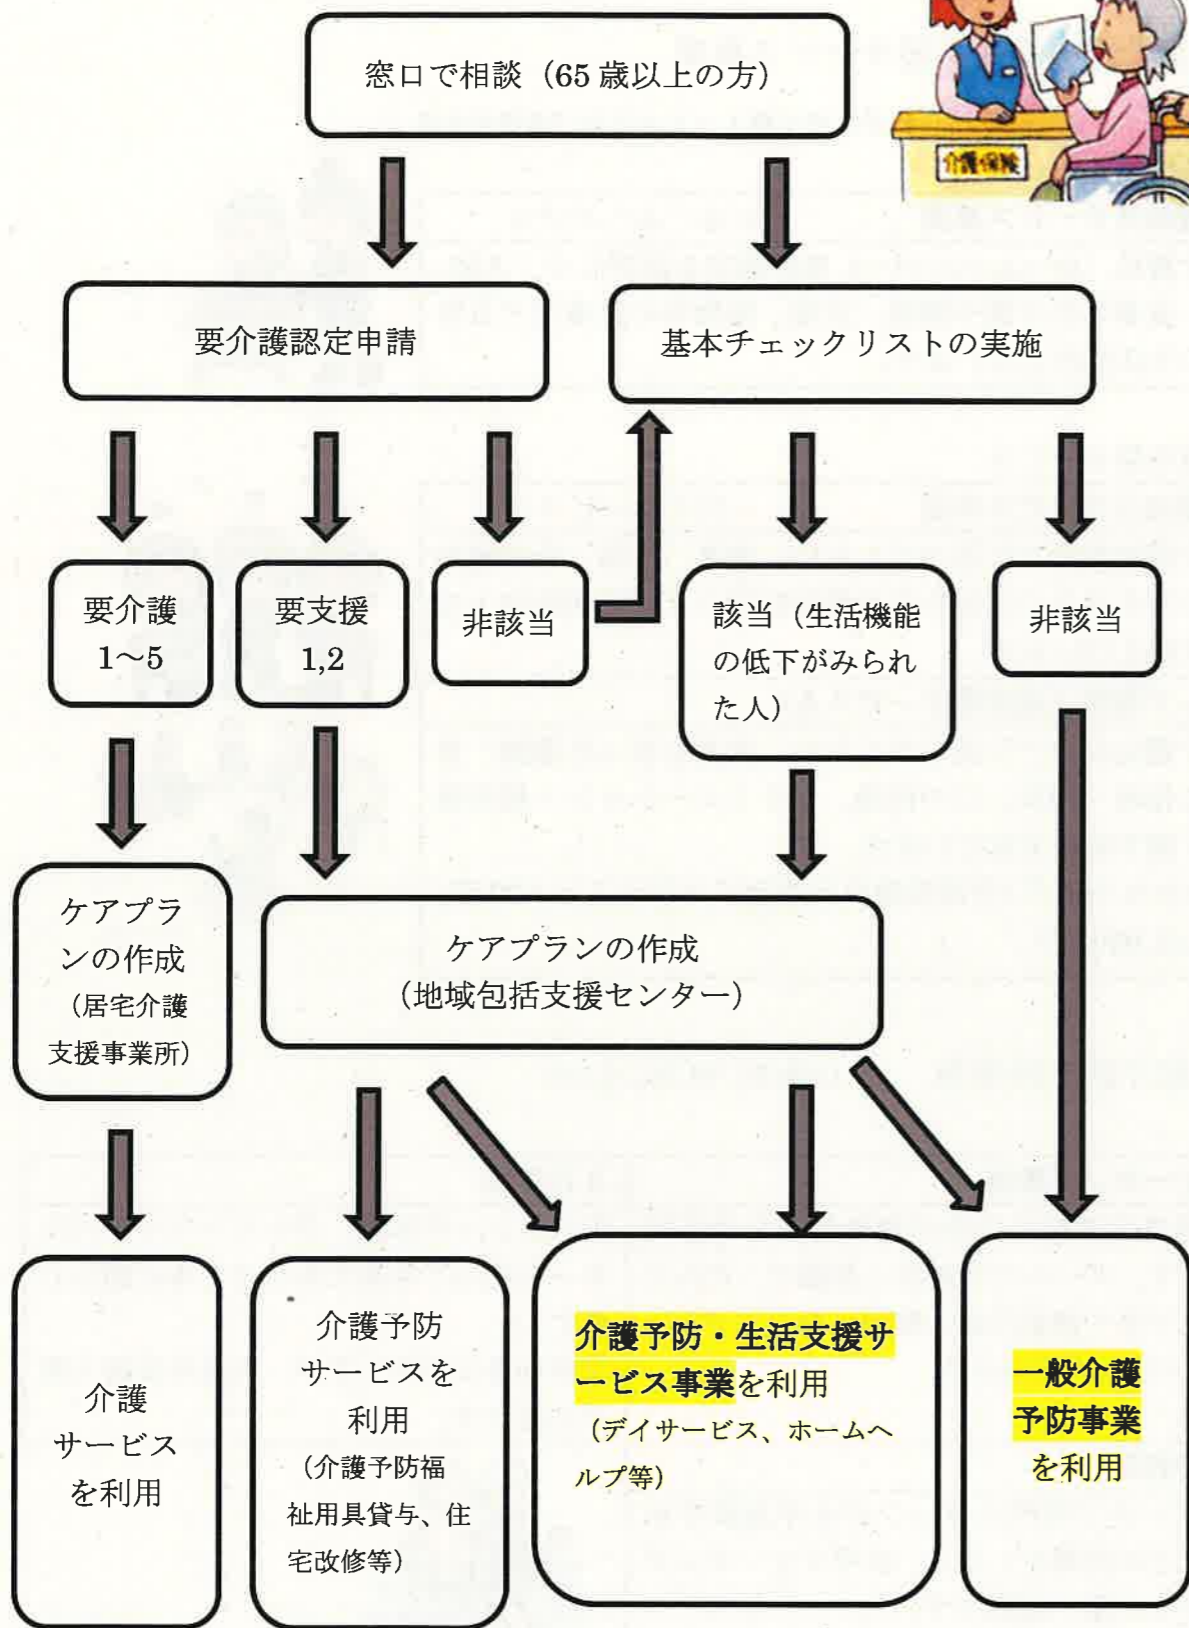 窓口で相談（65歳以上の方）
介護保険
要介護認定申請
基本チェックリストの実施
要介護
1～5
要支援
1,2
非該当
該当（生活機能
の低下がみられ
た人）
非該当
ケアプラ
ンの作成
（居宅介護
支援事業所）
ケアプランの作成
（地域包括支援センター）
介護
サービス
を利用
介護予防
サービスを
利用
（介護予防福
祉用具貸与、住
宅改修等）
介護予防・生活支援サ
ービス事業を利用
（デイサービス、ホームヘ
ルプ等）
一般介護
予防事業
を利用